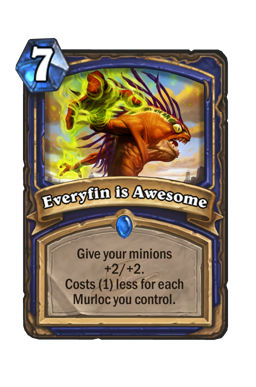 7
Everyfin is Awesome
Give your minions
+2/+2.
Costs (1) less for each
Murloc you control.